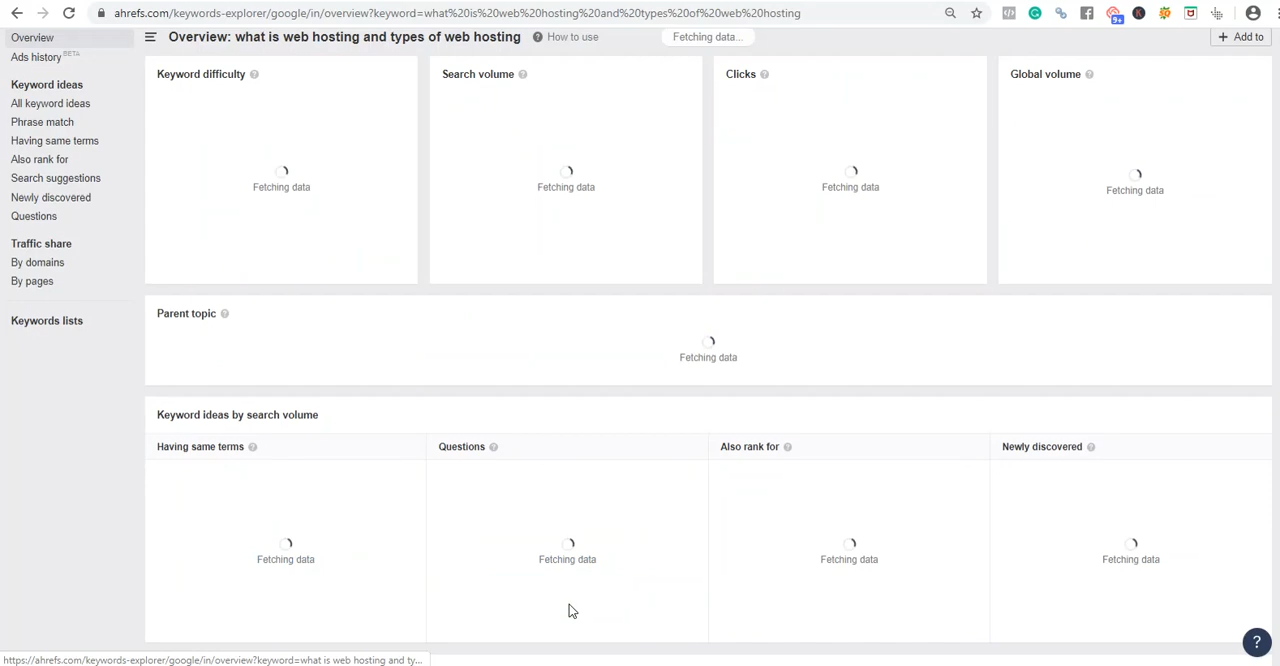 ahrefs.com/keywords-explorer/google/in/overview?keyword=what%20is%20web%20hosting%20and%20types%20of%20web%20hosting
9+
Overview
Overview: what is web hosting and types of web hosting
? How to use
Fetching data...
+ Add to
Ads history BETA
Keyword ideas
All keyword ideas
Phrase match
Having same terms
Also rank for
Search suggestions
Newly discovered
Questions
Traffic share
By domains
By pages
Keywords lists
Keyword difficulty ?
Search volume ?
Clicks ?
Global volume ?
Fetching data
Fetching data
Fetching data
Fetching data
Parent topic ?
Fetching data
Keyword ideas by search volume
Having same terms ?
Questions ?
Also rank for ?
Newly discovered ?
Fetching data
Fetching data
Fetching data
Fetching data
?
https://ahrefs.com/keywords-explorer/google/in/overview?keyword=what is web hosting and ty...